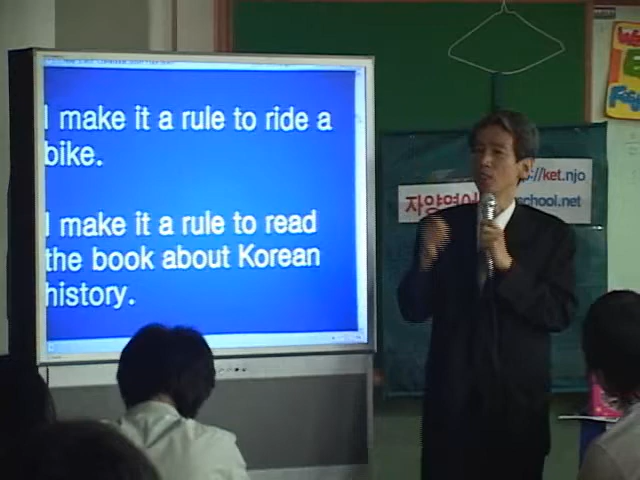 I make it a rule to ride a
bike.
I make it a rule to read
the book about Korean
history.
://ket.njo
자양영어
school.net